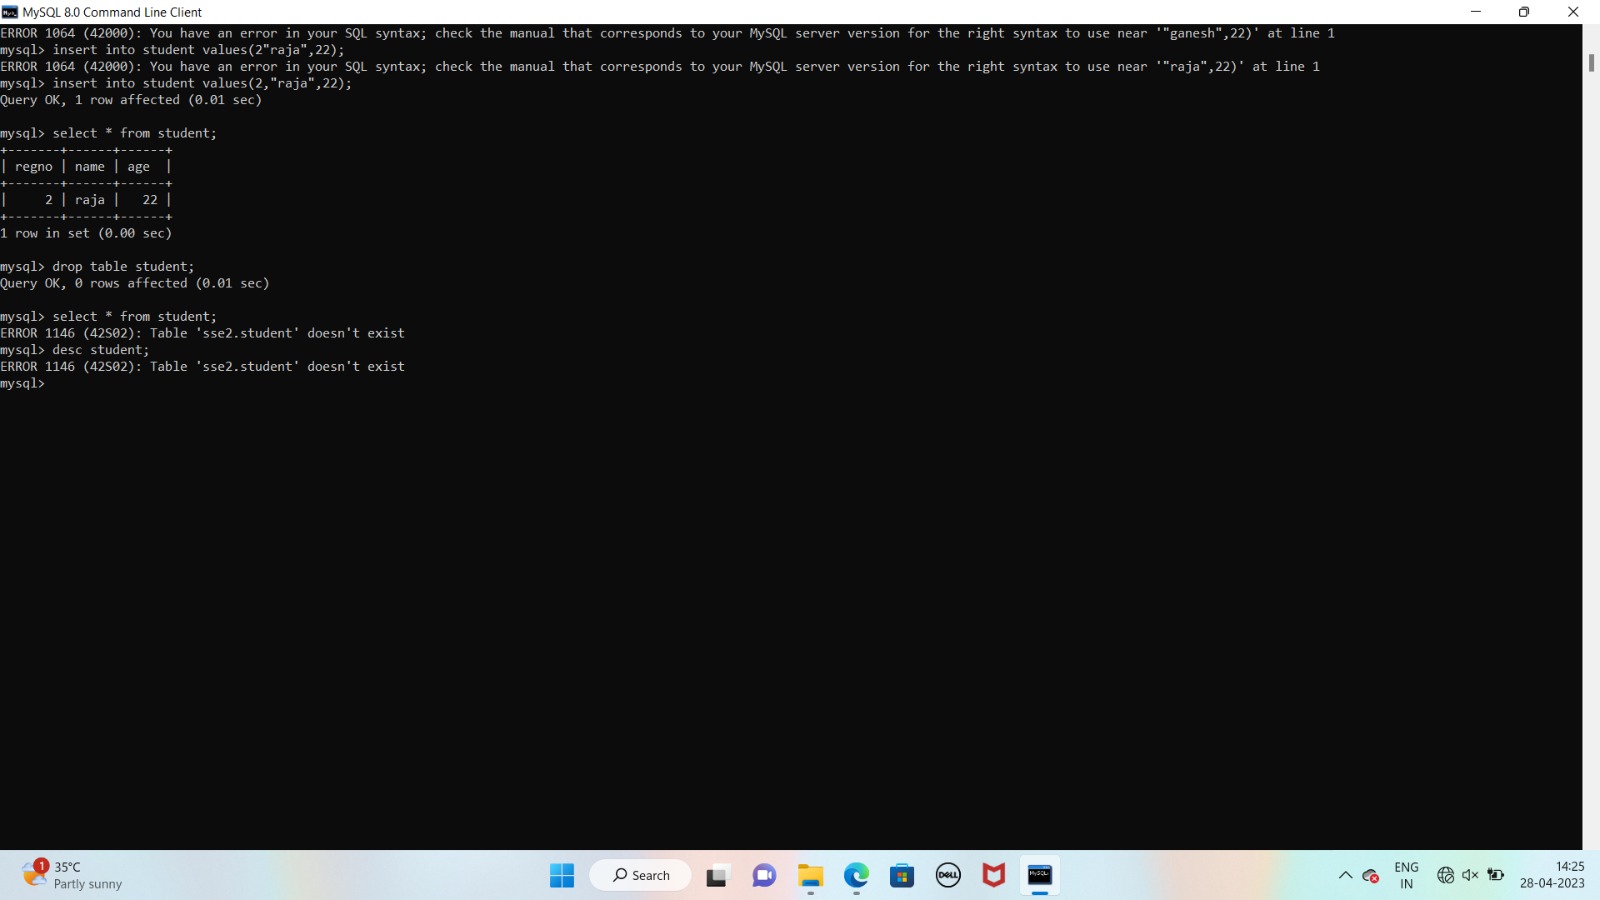 MySQL 8.0 Command Line Client
ERROR 1064 (42000): You have an error in your SQL syntax; check the manual that corresponds to your MySQL server version for the right syntax to use near '"ganesh",22)' at line 1
mysql> insert into student values(2"raja",22);
ERROR 1064 (42000): You have an error in your SQL syntax; check the manual that corresponds to your MySQL server version for the right syntax to use near '"raja",22)' at line 1
mysql> insert into student values(2,"raja",22);
Query OK, 1 row affected (0.01 sec)
mysql> select * from student;
+-------+------+------+
| regno | name | age  |
+-------+------+------+
|     2 | raja |   22 |
+-------+------+------+
1 row in set (0.00 sec)
mysql> drop table student;
Query OK, 0 rows affected (0.01 sec)
mysql> select * from student;
ERROR 1146 (42S02): Table 'sse2.student' doesn't exist
mysql> desc student;
ERROR 1146 (42S02): Table 'sse2.student' doesn't exist
mysql>
1
35°C
Partly sunny
Search
DELL
MySQL
ENG
IN
14:25
28-04-2023